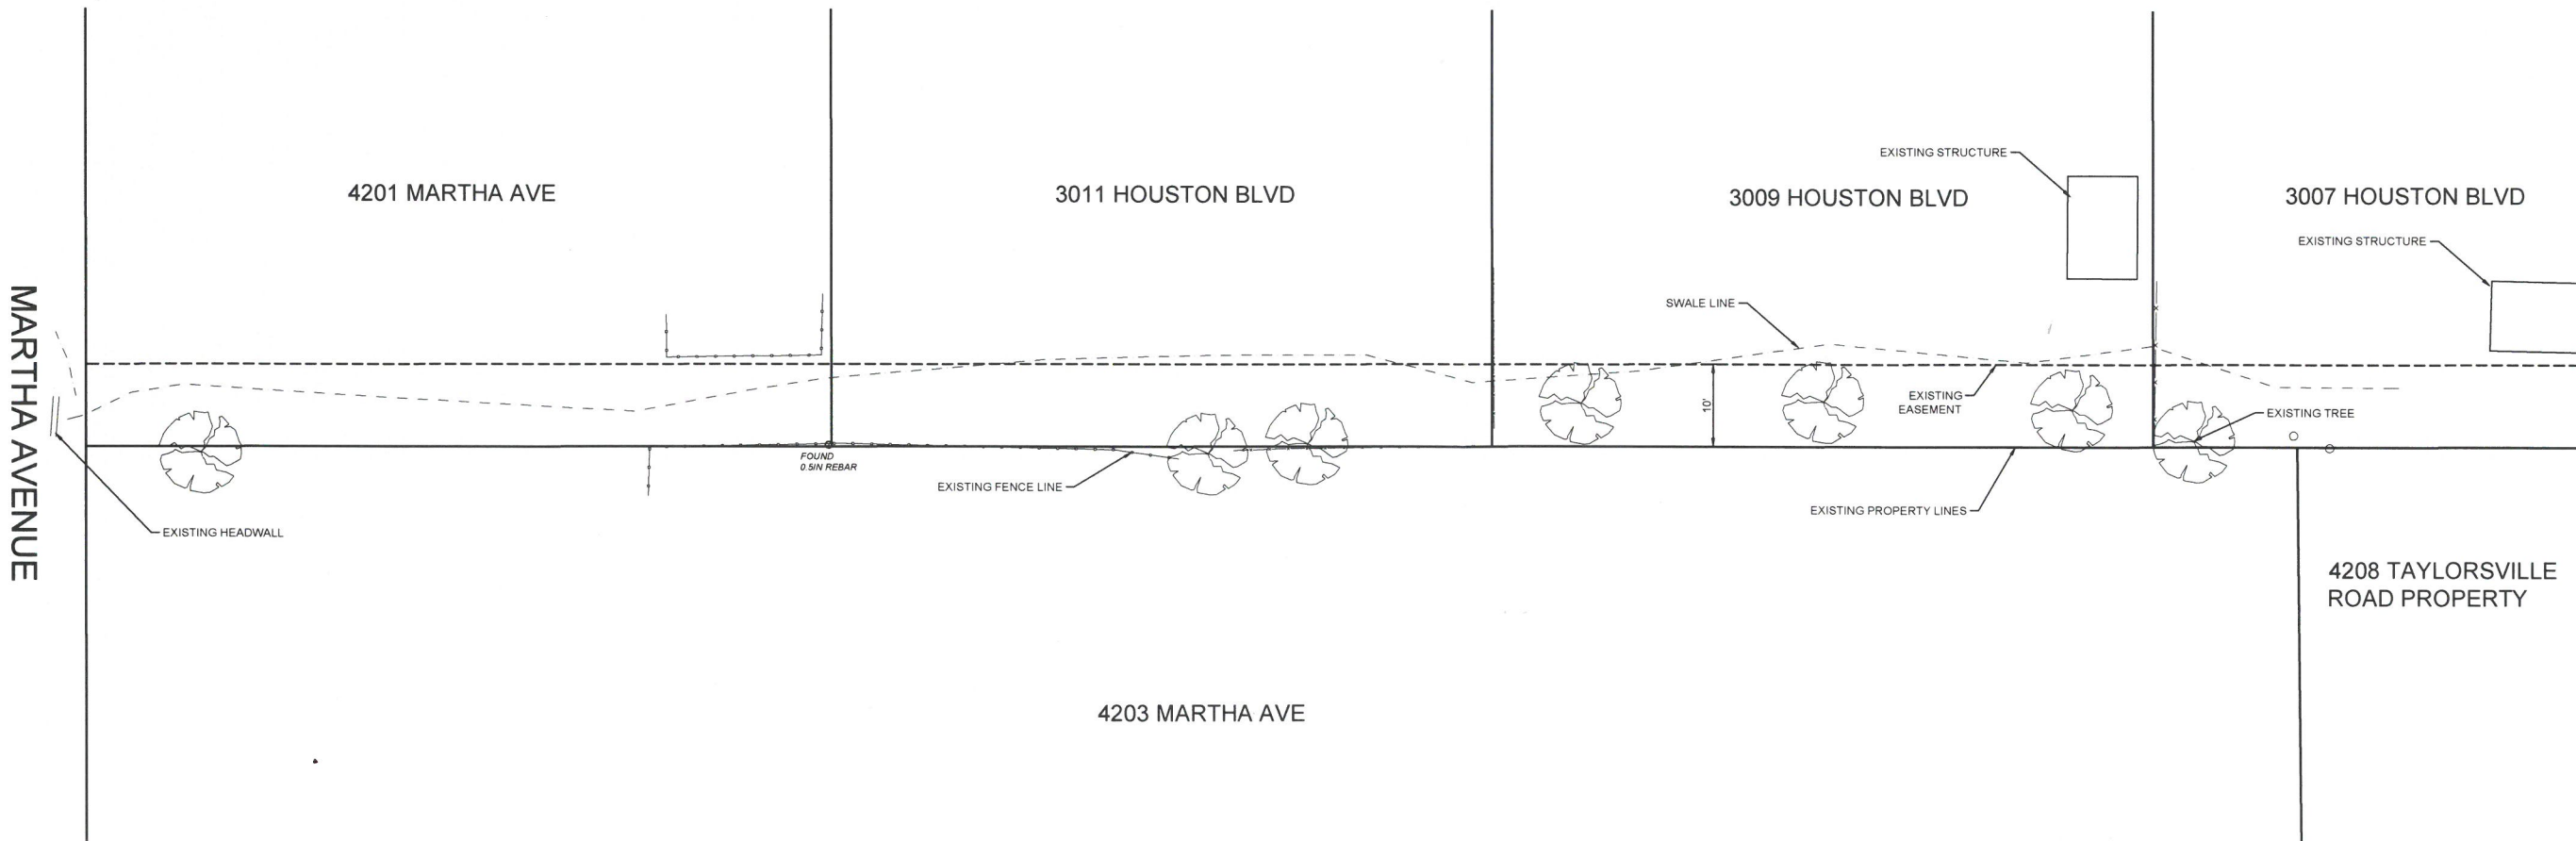 MARTHA AVENUE
4201 MARTHA AVE
3011 HOUSTON BLVD
3009 HOUSTON BLVD
3007 HOUSTON BLVD
EXISTING STRUCTURE
EXISTING STRUCTURE
SWALE LINE
10'
EXISTING
EASEMENT
EXISTING TREE
FOUND
0.5IN REBAR
EXISTING FENCE LINE
EXISTING PROPERTY LINES
EXISTING HEADWALL
4208 TAYLORSVILLE
ROAD PROPERTY
4203 MARTHA AVE